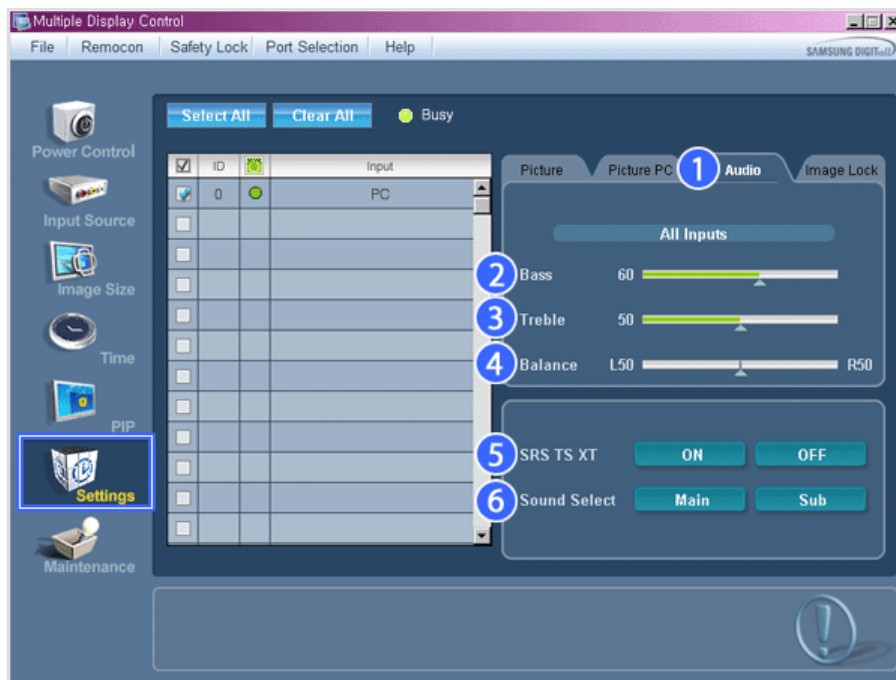 Multiple Display Control
File Remocon Safety Lock Port Selection Help
SAMSUNG DIGITall
Power Control
Input Source
Image Size
Time
PIP
Settings
Maintenance
Select All Clear All Busy
ID Input
0 PC
Picture Picture PC 1 Audio Image Lock
All Inputs
2 Bass 60
3 Treble 50
4 Balance L50 R50
5 SRS TS XT ON OFF
6 Sound Select Main Sub